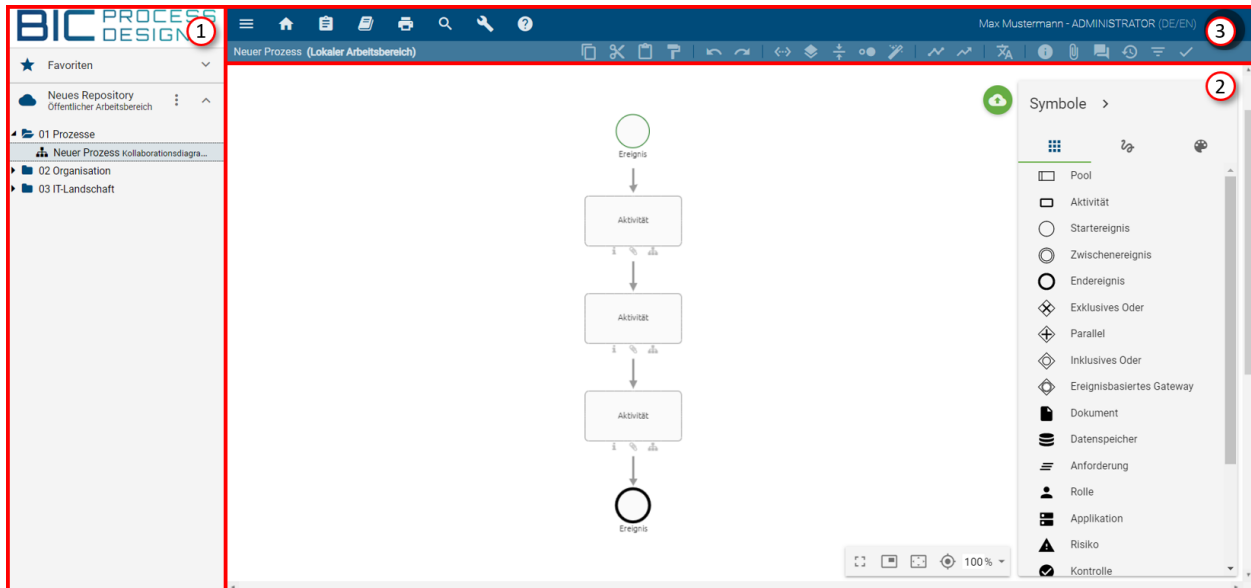 BIC PROCESS
DESIGN
1
Max Mustermann - ADMINISTRATOR (DE/EN)
3
Neuer Prozess (Lokaler Arbeitsbereich)
Favoriten
Neues Repository
Öffentlicher Arbeitsbereich
01 Prozesse
Neuer Prozess Kollaborationsdiagra...
02 Organisation
03 IT-Landschaft
Ereignis
Aktivität
Aktivität
Aktivität
Ereignis
2
Symbole
Pool
Aktivität
Startereignis
Zwischenereignis
Endereignis
Exklusives Oder
Parallel
Inklusives Oder
Ereignisbasiertes Gateway
Dokument
Datenspeicher
Anforderung
Rolle
Applikation
Risiko
Kontrolle
100 %